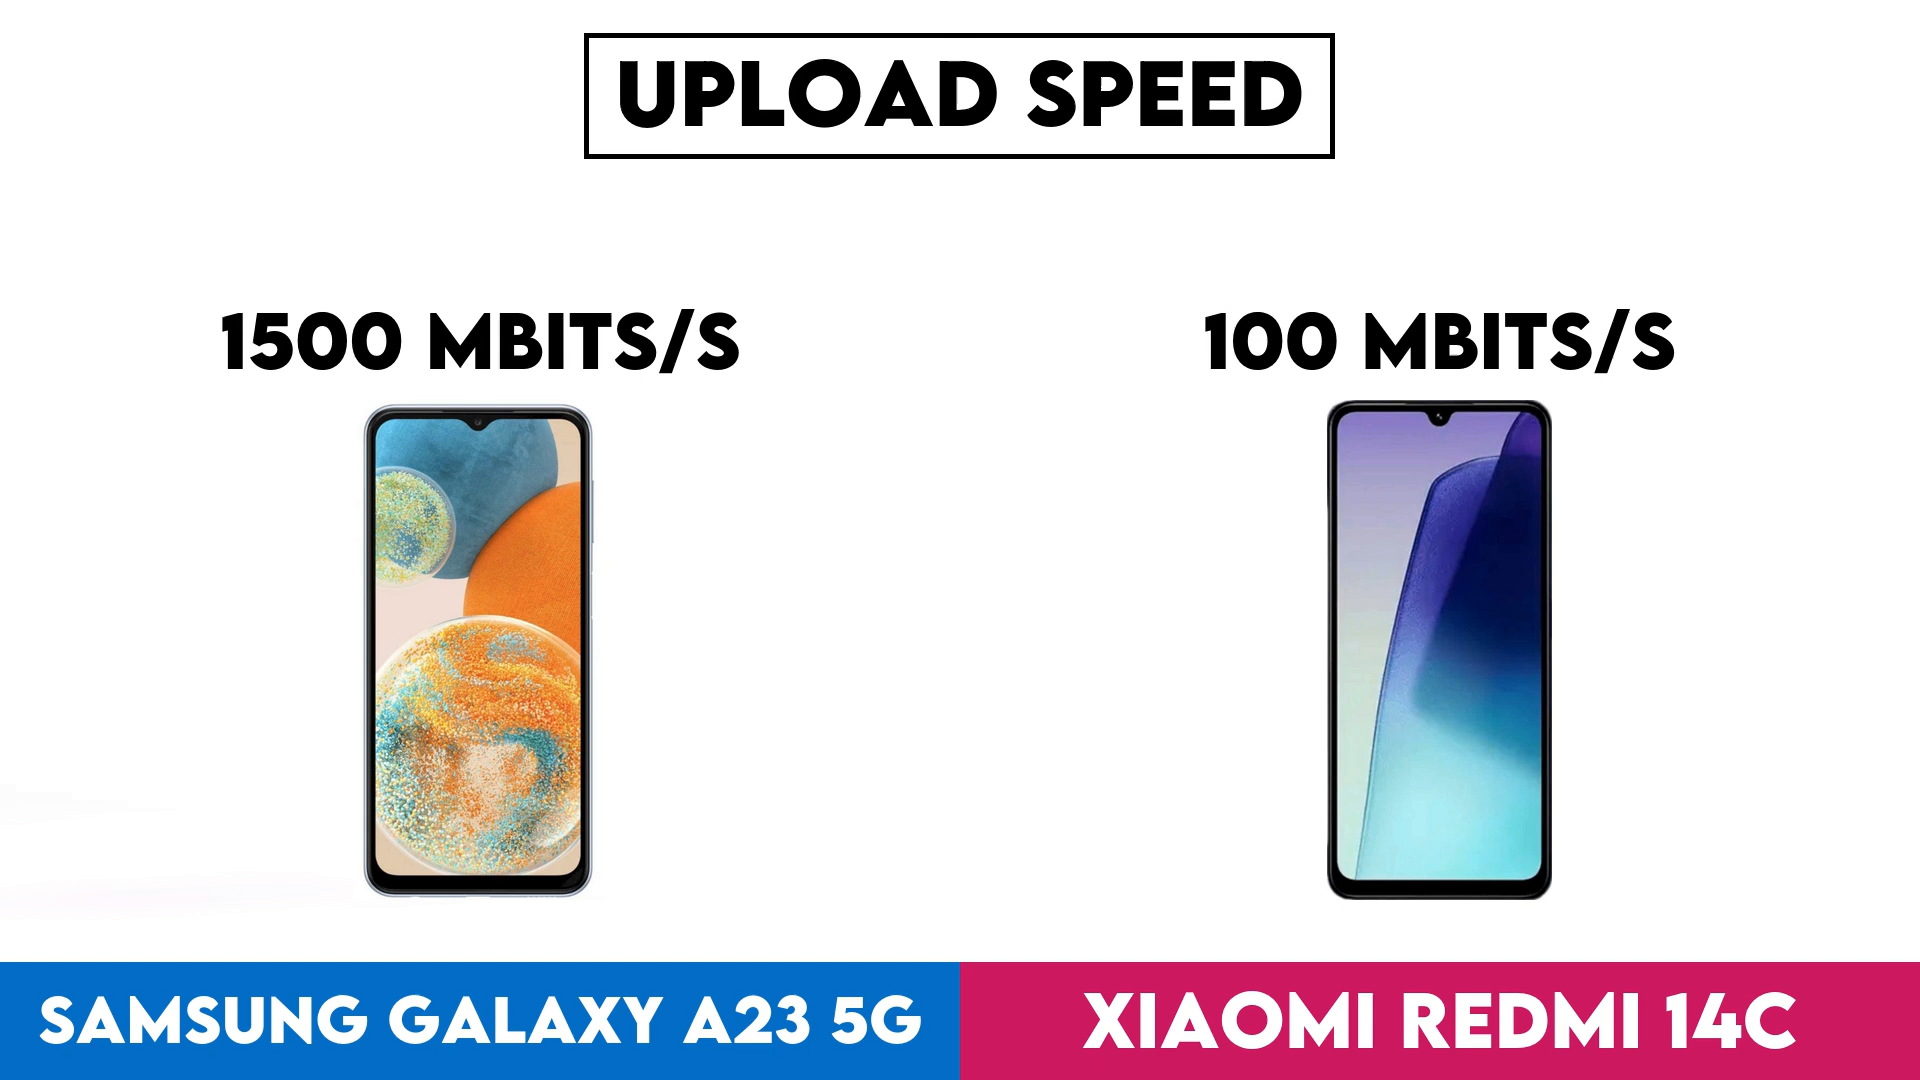 UPLOAD SPEED
1500 MBITS/S
100 MBITS/S
SAMSUNG GALAXY A23 5G
XIAOMI REDMI 14C